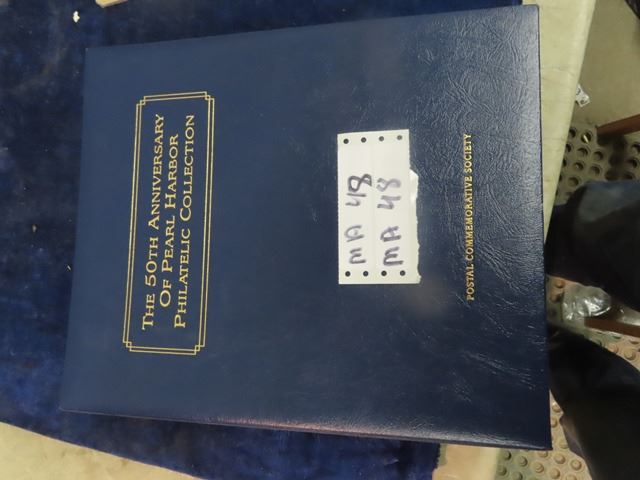 THE 50TH ANNIVERSARY
OF PEARL HARBOR
PHILATELIC COLLECTION
MA 48
MA 48
POSTAL COMMEMORATIVE SOCIETY